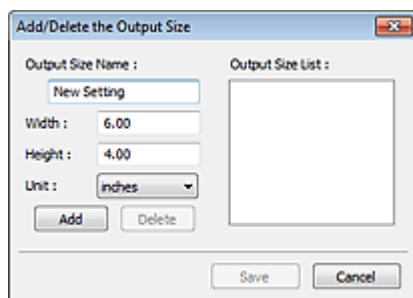 Add/Delete the Output Size
Output Size Name :
New Setting
Width : 6.00
Height : 4.00
Unit : inches
Add Delete
Output Size List :
Save Cancel